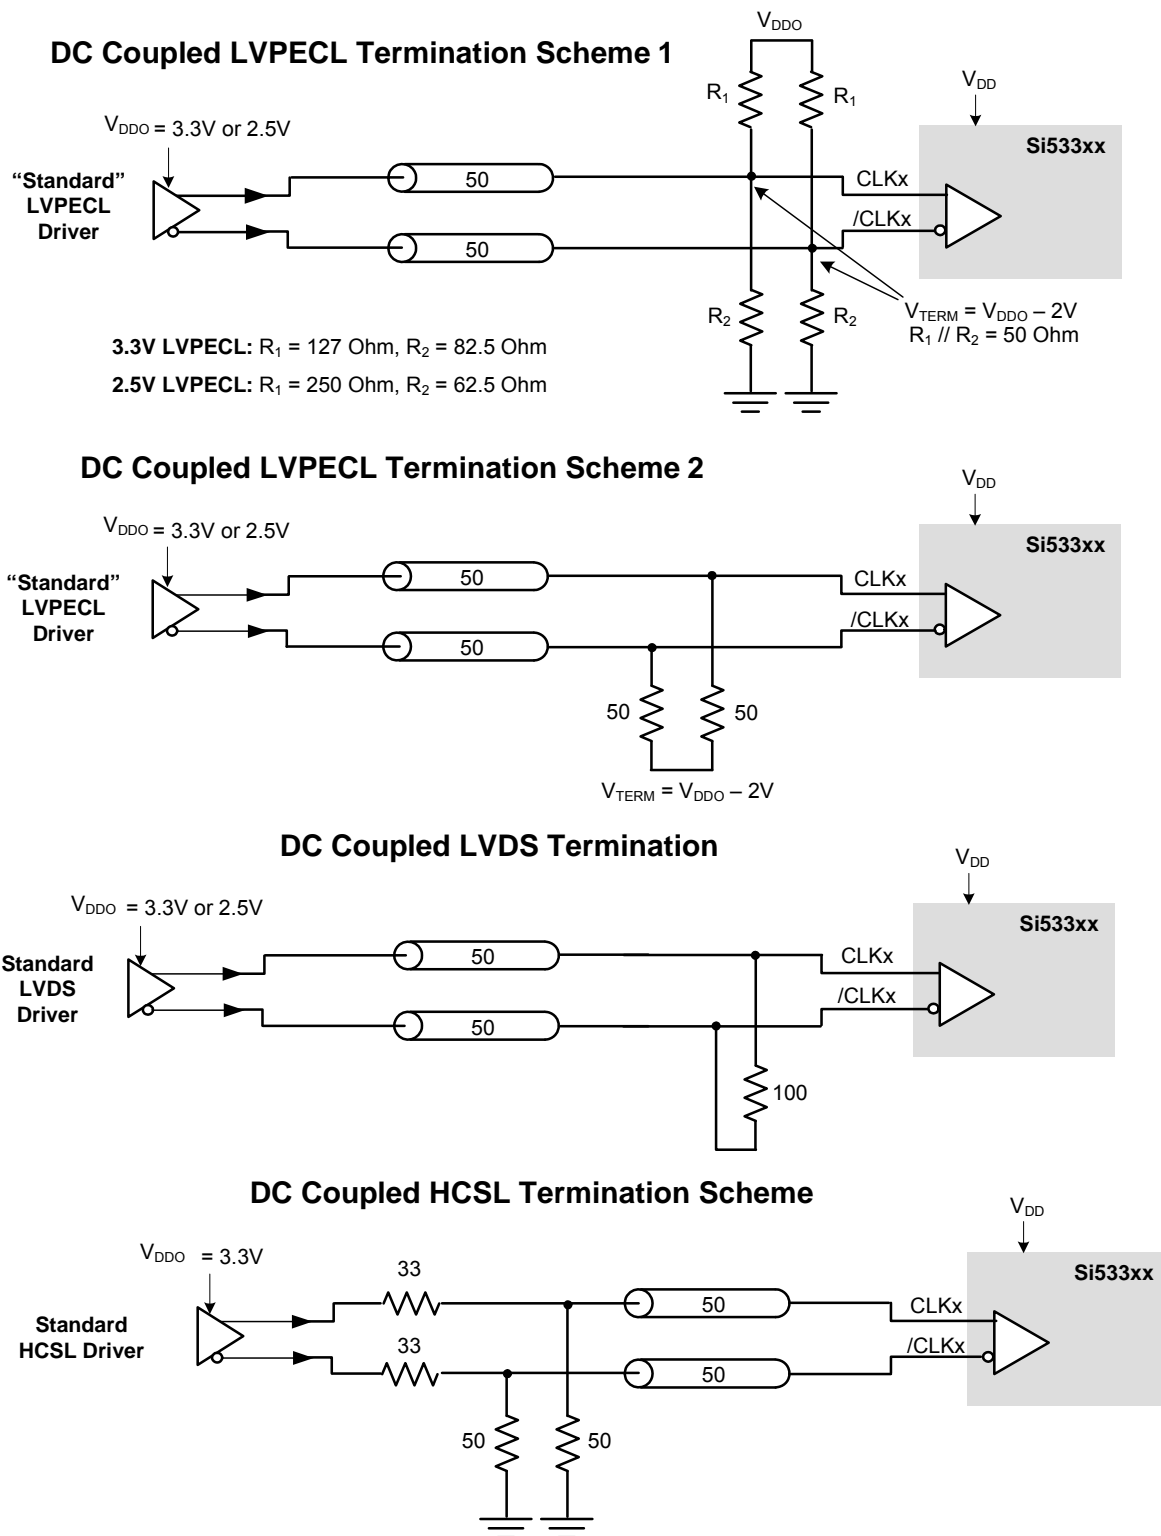 DC Coupled LVPECL Termination Scheme 1
VDDO
R1
R1
VDD
VDDO = 3.3V or 2.5V
Si533xx
“Standard”
LVPECL
Driver
50
50
CLKx
/CLKx
R2
R2
VTERM = VDDO – 2V
R1 // R2 = 50 Ohm
3.3V LVPECL: R1 = 127 Ohm, R2 = 82.5 Ohm
2.5V LVPECL: R1 = 250 Ohm, R2 = 62.5 Ohm
DC Coupled LVPECL Termination Scheme 2
VDD
VDDO = 3.3V or 2.5V
Si533xx
“Standard”
LVPECL
Driver
50
50
CLKx
/CLKx
50
50
VTERM = VDDO – 2V
DC Coupled LVDS Termination
VDD
VDDO = 3.3V or 2.5V
Si533xx
Standard
LVDS
Driver
50
50
CLKx
/CLKx
100
DC Coupled HCSL Termination Scheme
VDD
VDDO = 3.3V
Si533xx
Standard
HCSL Driver
33
33
50
50
CLKx
/CLKx
50
50